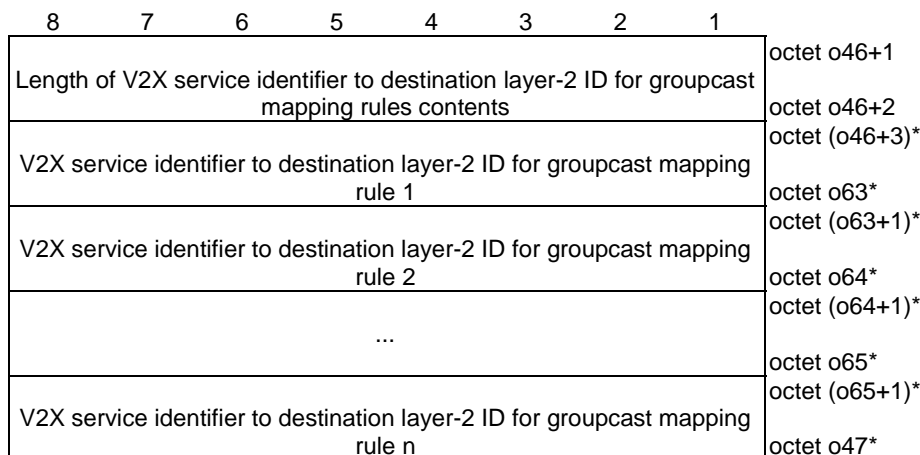 8 7 6 5 4 3 2 1
Length of V2X service identifier to destination layer-2 ID for groupcast
mapping rules contents
octet o46+1
octet o46+2
V2X service identifier to destination layer-2 ID for groupcast mapping
rule 1
octet (o46+3)*
octet o63*
V2X service identifier to destination layer-2 ID for groupcast mapping
rule 2
octet (o63+1)*
octet o64*
...
octet (o64+1)*
octet o65*
V2X service identifier to destination layer-2 ID for groupcast mapping
rule n
octet (o65+1)*
octet o47*